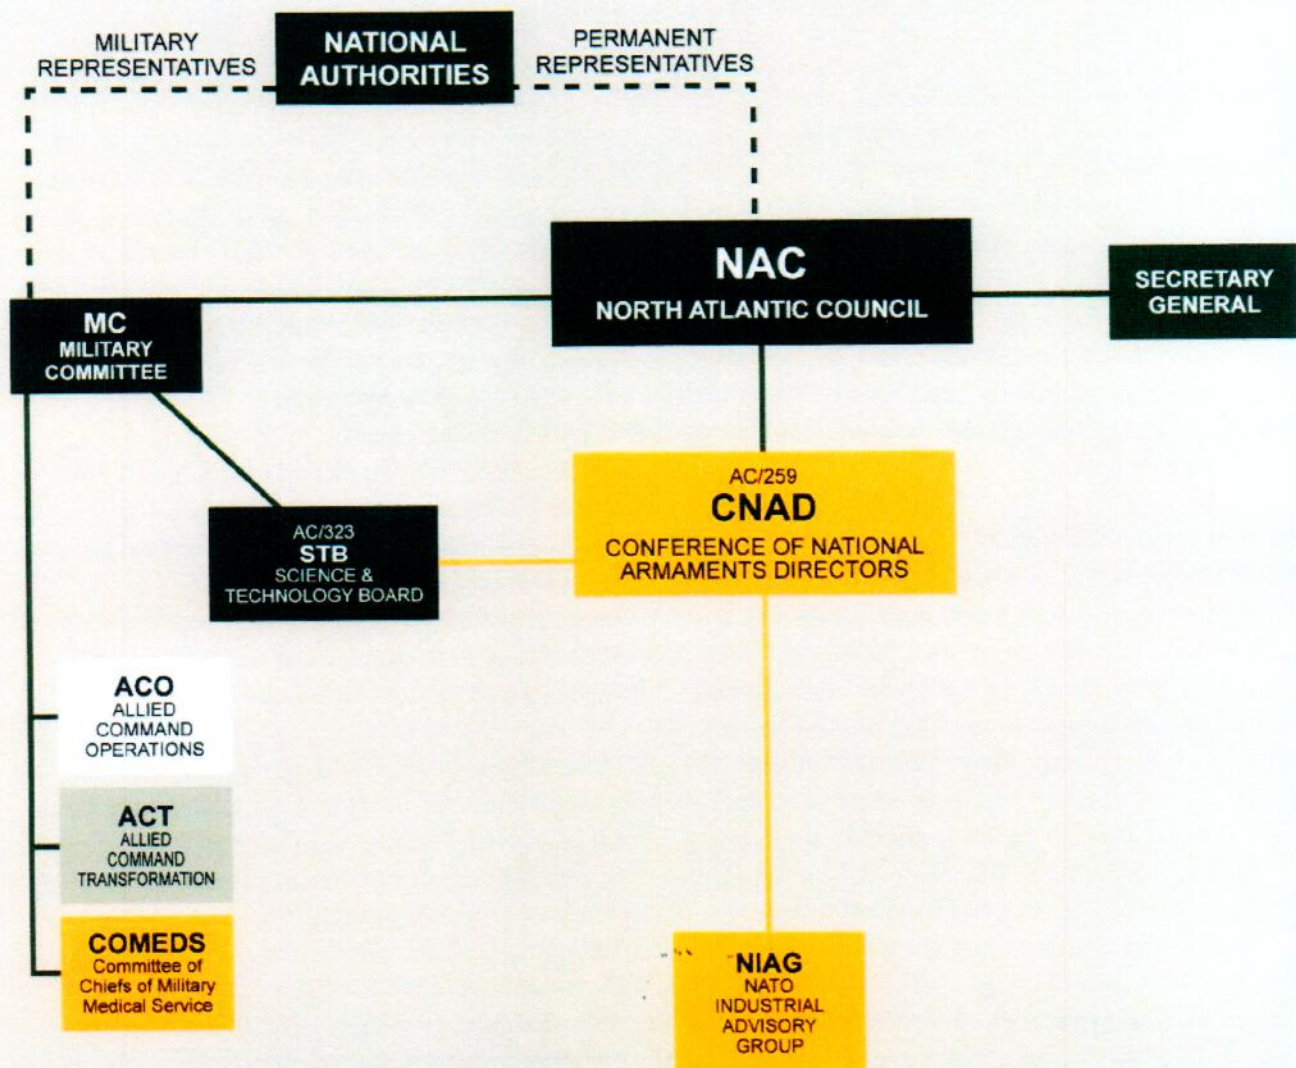 MILITARY
REPRESENTATIVES
NATIONAL
AUTHORITIES
PERMANENT
REPRESENTATIVES
NAC
NORTH ATLANTIC COUNCIL
SECRETARY
GENERAL
MC
MILITARY
COMMITTEE
AC/259
CNAD
CONFERENCE OF NATIONAL
ARMAMENTS DIRECTORS
AC/323
STB
SCIENCE &
TECHNOLOGY BOARD
ACO
ALLIED
COMMAND
OPERATIONS
ACT
ALLIED
COMMAND
TRANSFORMATION
COMEDS
Committee of
Chiefs of Military
Medical Service
NIAG
NATO
INDUSTRIAL
ADVISORY
GROUP